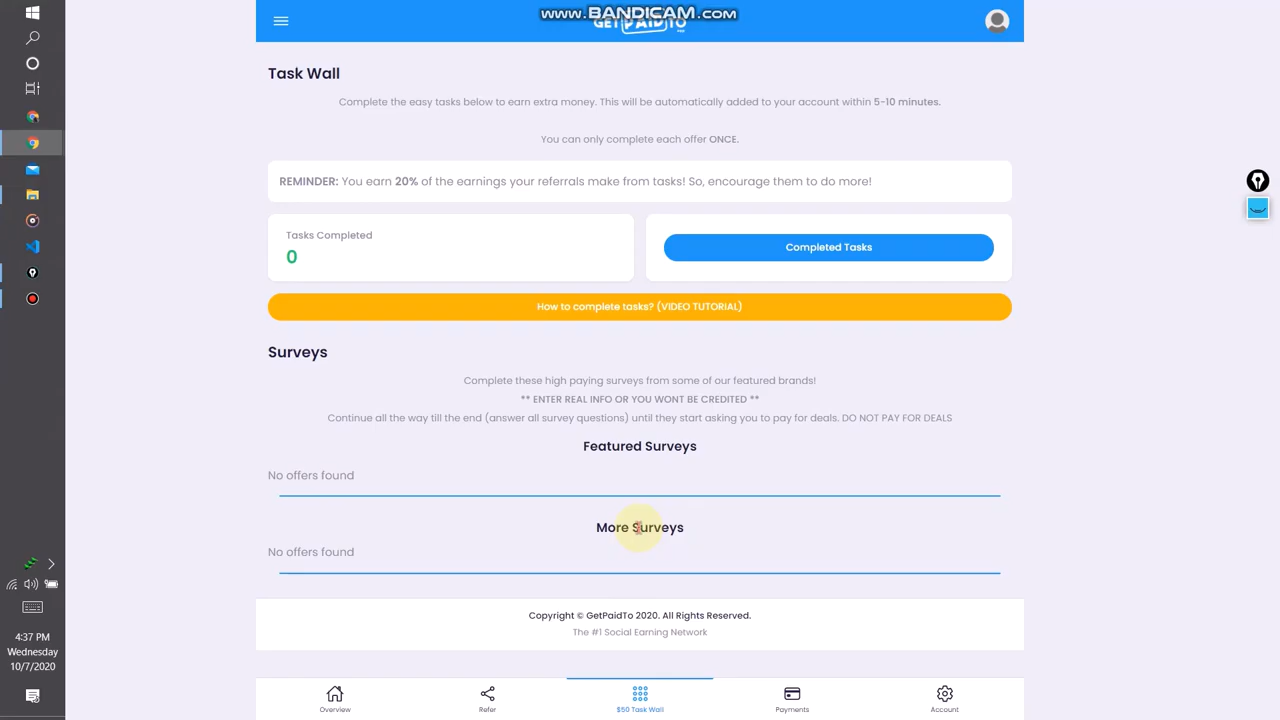 www.BANDICAM.com
GETPAIDTO
Task Wall
Complete the easy tasks below to earn extra money. This will be automatically added to your account within 5-10 minutes.
You can only complete each offer ONCE.
REMINDER: You earn 20% of the earnings your referrals make from tasks! So, encourage them to do more!
Tasks Completed
0
Completed Tasks
How to complete tasks? (VIDEO TUTORIAL)
Surveys
Complete these high paying surveys from some of our featured brands!
** ENTER REAL INFO OR YOU WONT BE CREDITED **
Continue all the way till the end (answer all survey questions) until they start asking you to pay for deals. DO NOT PAY FOR DEALS
Featured Surveys
No offers found
More Surveys
No offers found
Copyright © GetPaidTo 2020. All Rights Reserved.
The #1 Social Earning Network
Overview
Refer
$50 Task Wall
Payments
Account
4:37 PM
Wednesday
10/7/2020